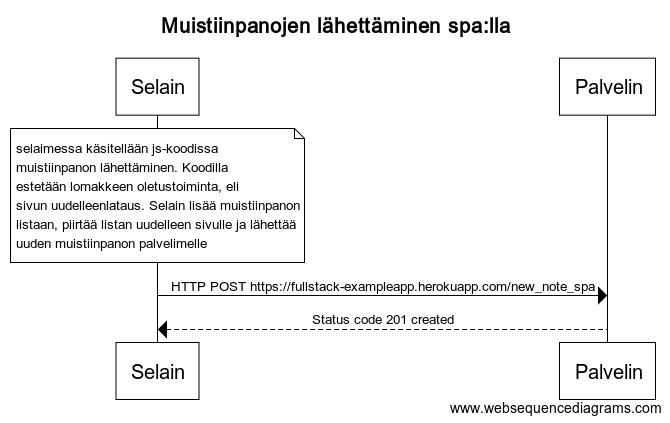 Muistiinpanojen lähettäminen spa:lla
Selain
Palvelin
selaimessa käsitellään js-koodissa
muistiinpanon lähettäminen. Koodilla
estetään lomakkeen oletustoiminta, eli
sivun uudelleenlataus. Selain lisää muistiinpanon
listaan, piirtää listan uudelleen sivulle ja lähettää
uuden muistiinpanon palvelimelle
HTTP POST https://fullstack-exampleapp.herokuapp.com/new_note_spa
Status code 201 created
Selain
Palvelin
www.websequencediagrams.com